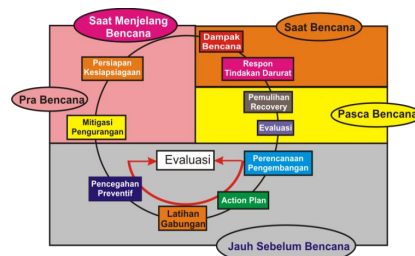 Saat Menjelang
Bencana
Saat Bencana
Dampak
Bencana
Persiapan
Kesiapsiagaan
Respon
Tindakan Darurat
Pra Bencana
Pemulihan
Recovery
Pasca Bencana
Mitigasi
Pengurangan
Evaluasi
Evaluasi
Perencanaan
Pengembangan
Pencegahan
Preventif
Action Plan
Latihan
Gabungan
Jauh Sebelum Bencana